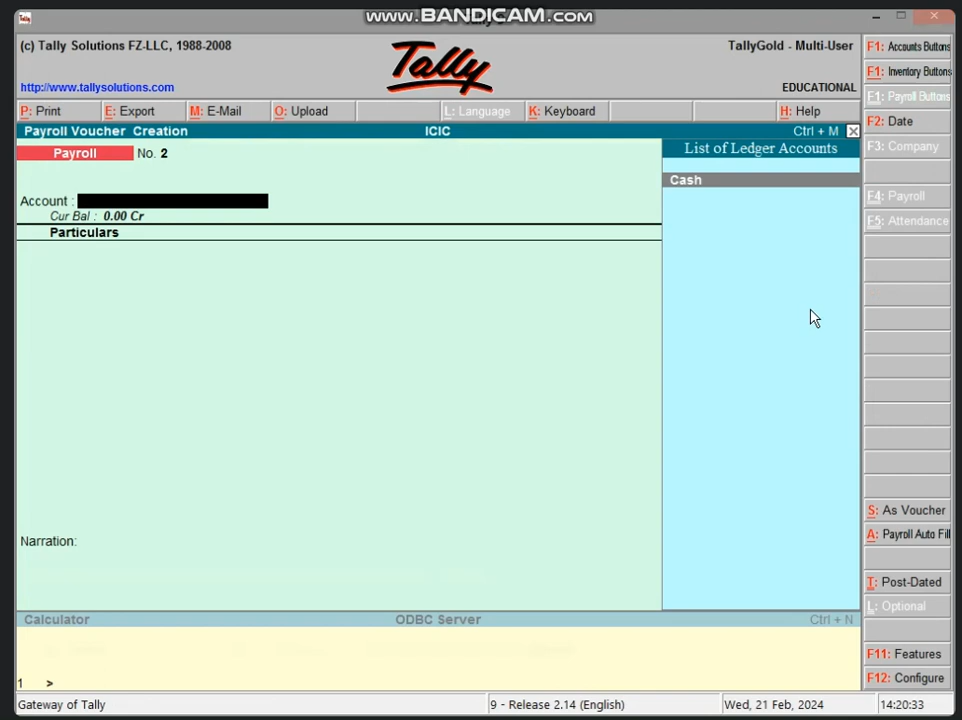 www.BANDICAM.com
(c) Tally Solutions FZ-LLC, 1988-2008
Tally
TallyGold - Multi-User
http://www.tallysolutions.com
EDUCATIONAL
P: Print
E: Export
M: E-Mail
O: Upload
L: Language
K: Keyboard
H: Help
Payroll Voucher Creation
ICIC
Ctrl + M
Payroll
No. 2
Account :
Cur Bal : 0.00 Cr
Particulars
List of Ledger Accounts
Cash
Narration:
F1: Accounts Buttons
F1: Inventory Buttons
F1: Payroll Buttons
F2: Date
F3: Company
F4: Payroll
F5: Attendance
S: As Voucher
A: Payroll Auto Fill
T: Post-Dated
L: Optional
F11: Features
F12: Configure
Calculator
ODBC Server
Ctrl + N
1 >
Gateway of Tally
9 - Release 2.14 (English)
Wed, 21 Feb, 2024
14:20:33